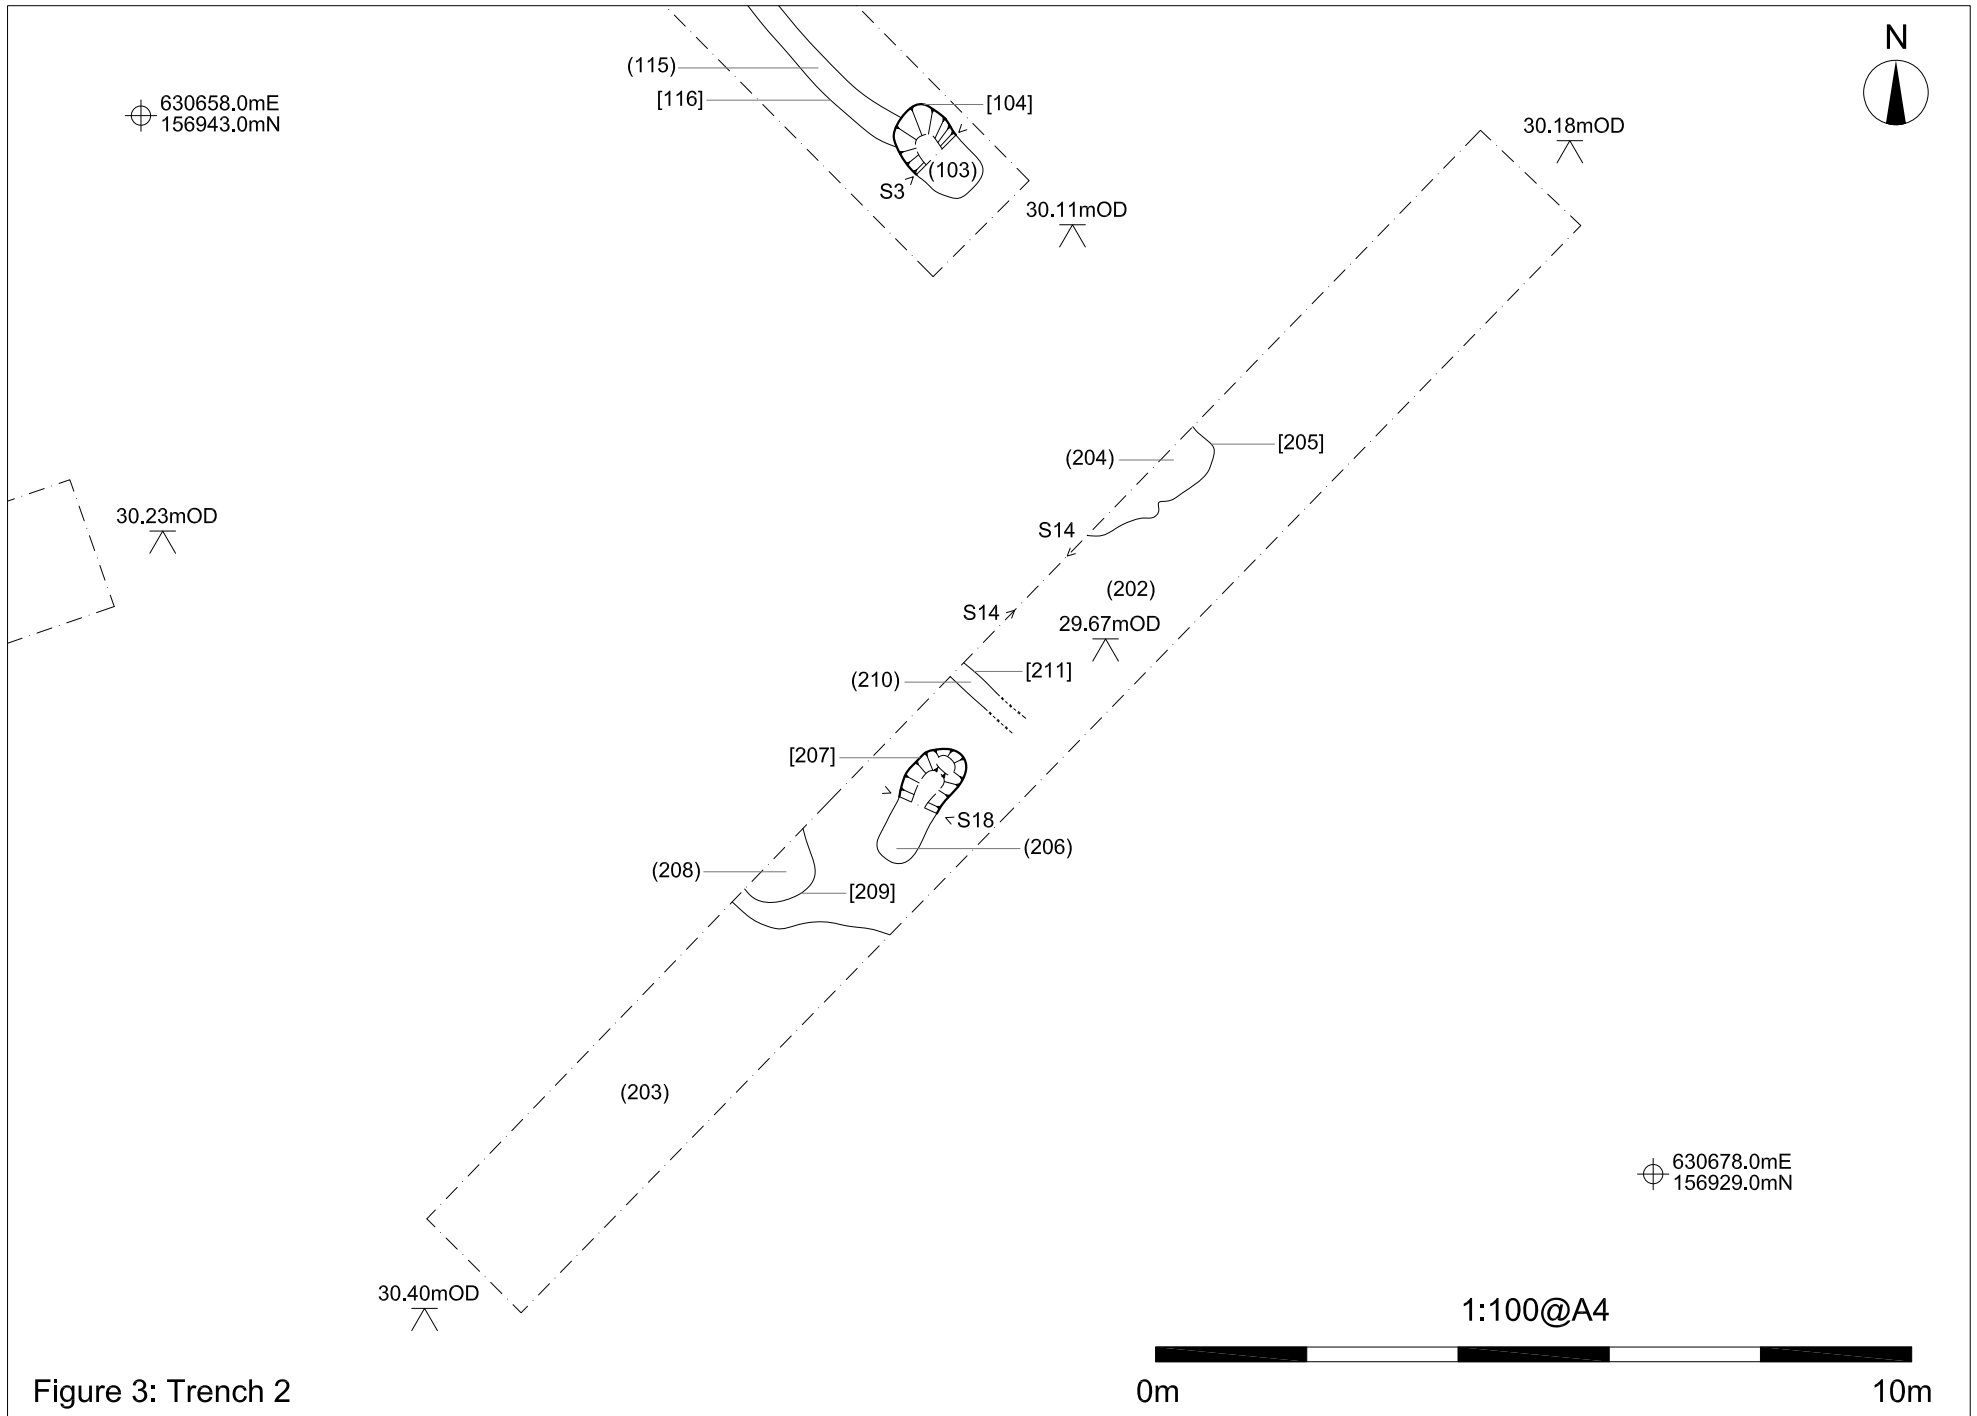 N
(115)
[116]
[104]
630658.0mE
156943.0mN
30.18mOD
(103)
S3
30.11mOD
[205]
(204)
30.23mOD
S14
(202)
S14
29.67mOD
[211]
(210)
[207]
S18
(206)
(208)
[209]
(203)
630678.0mE
156929.0mN
30.40mOD
1:100@A4
Figure 3: Trench 2
0m
10m